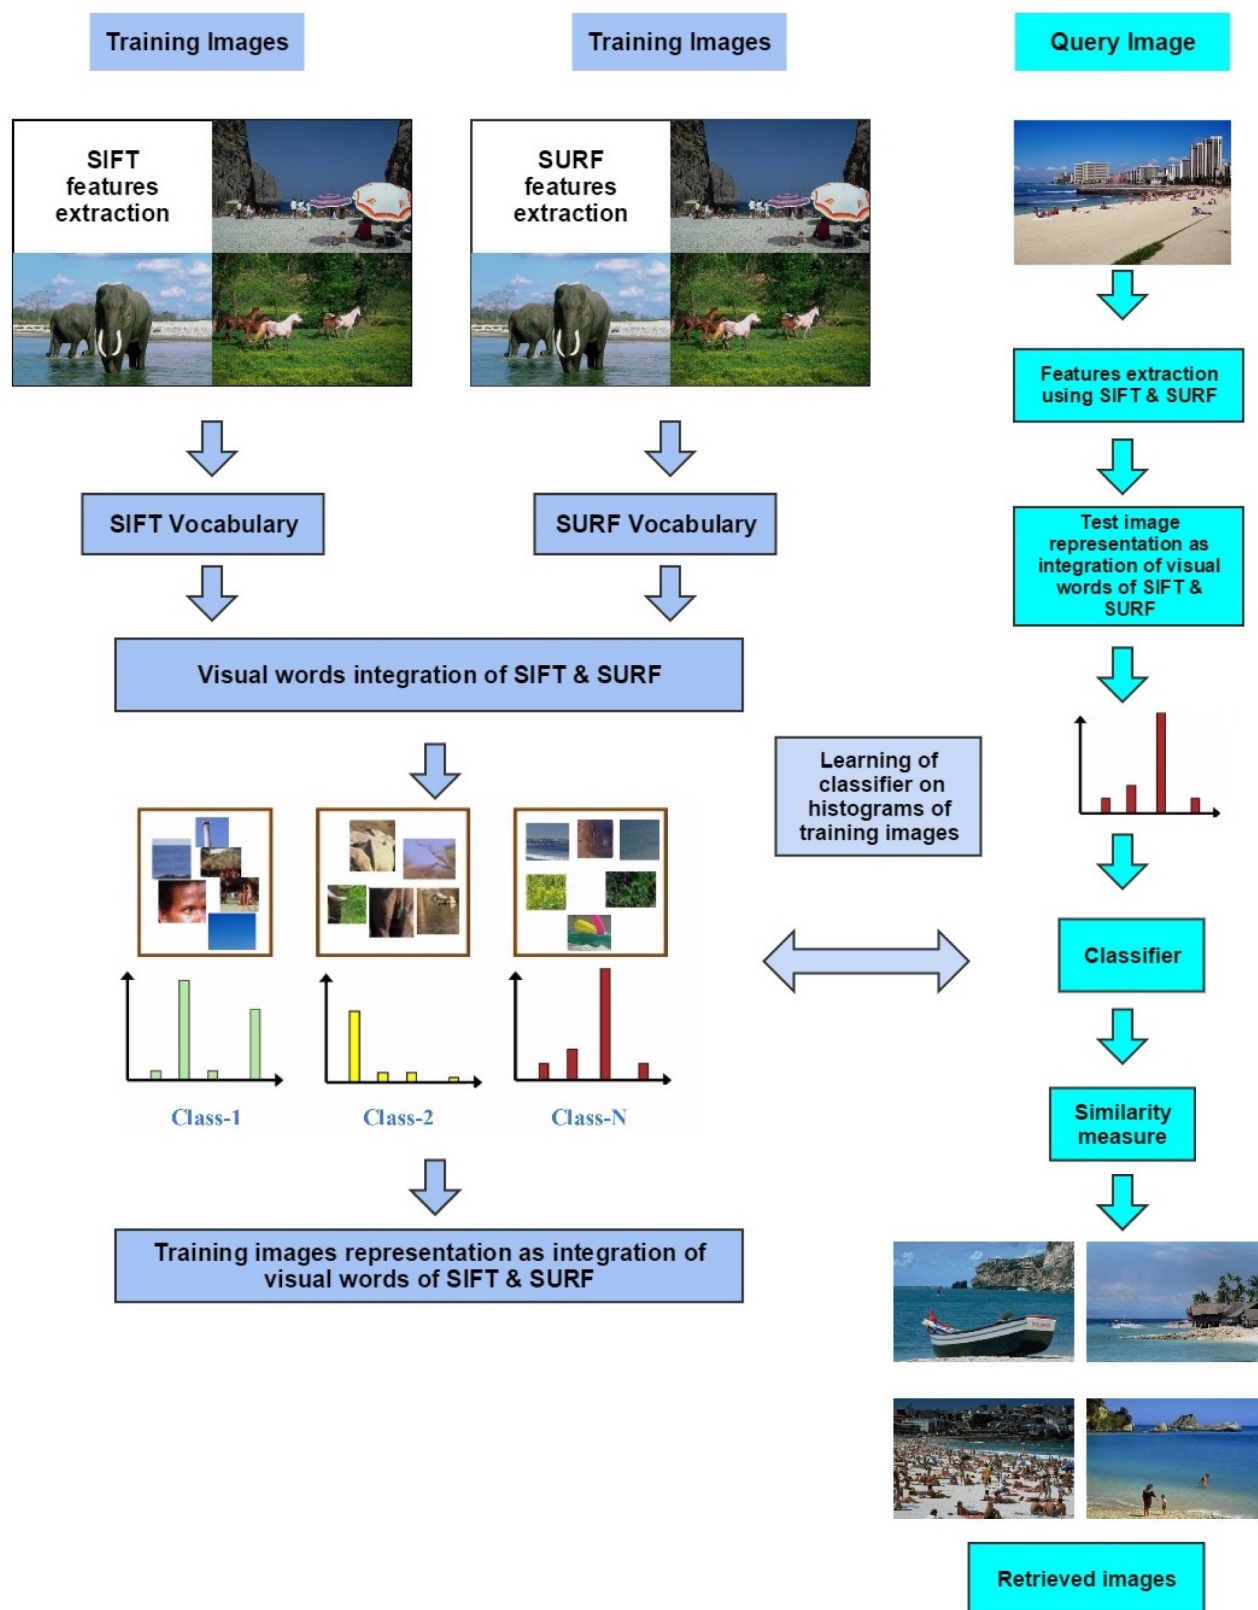 Training Images
Training Images
Query Image
SIFT
features
extraction
SURF
features
extraction
Features extraction
using SIFT & SURF
SIFT Vocabulary
SURF Vocabulary
Test image
representation as
integration of visual
words of SIFT &
SURF
Visual words integration of SIFT & SURF
Learning of
classifier on
histograms of
training images
Classifier
Class-1
Class-2
Class-N
Similarity
measure
Training images representation as integration of
visual words of SIFT & SURF
Retrieved images